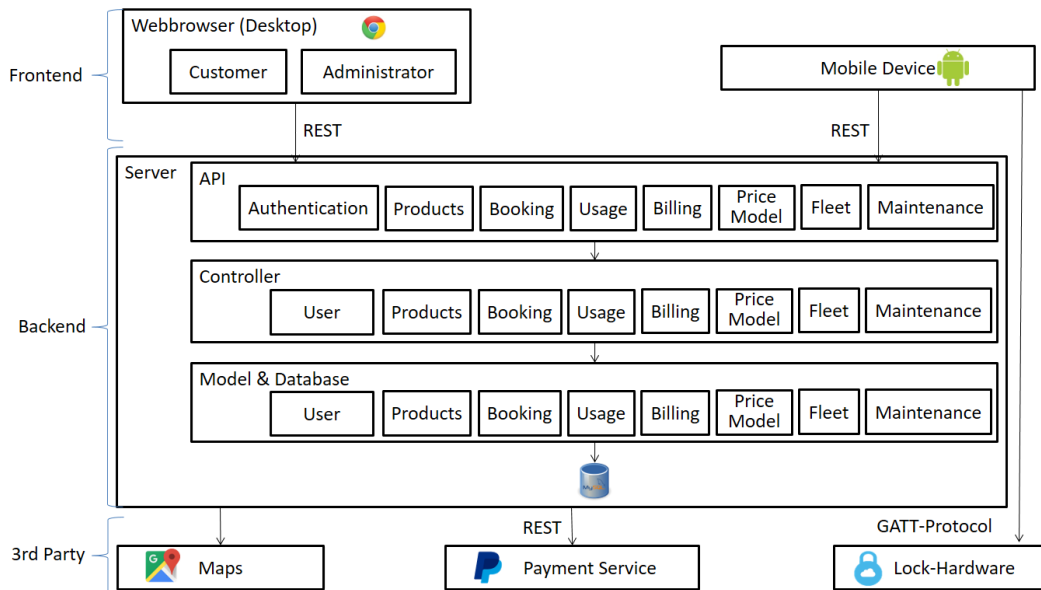 Webbrowser (Desktop)
Customer
Administrator
Mobile Device
Frontend
REST
REST
Server
API
Authentication
Products
Booking
Usage
Billing
Price
Model
Fleet
Maintenance
Controller
User
Products
Booking
Usage
Billing
Price
Model
Fleet
Maintenance
Backend
Model & Database
User
Products
Booking
Usage
Billing
Price
Model
Fleet
Maintenance
REST
GATT-Protocol
3rd Party
G
Maps
Payment Service
Lock-Hardware